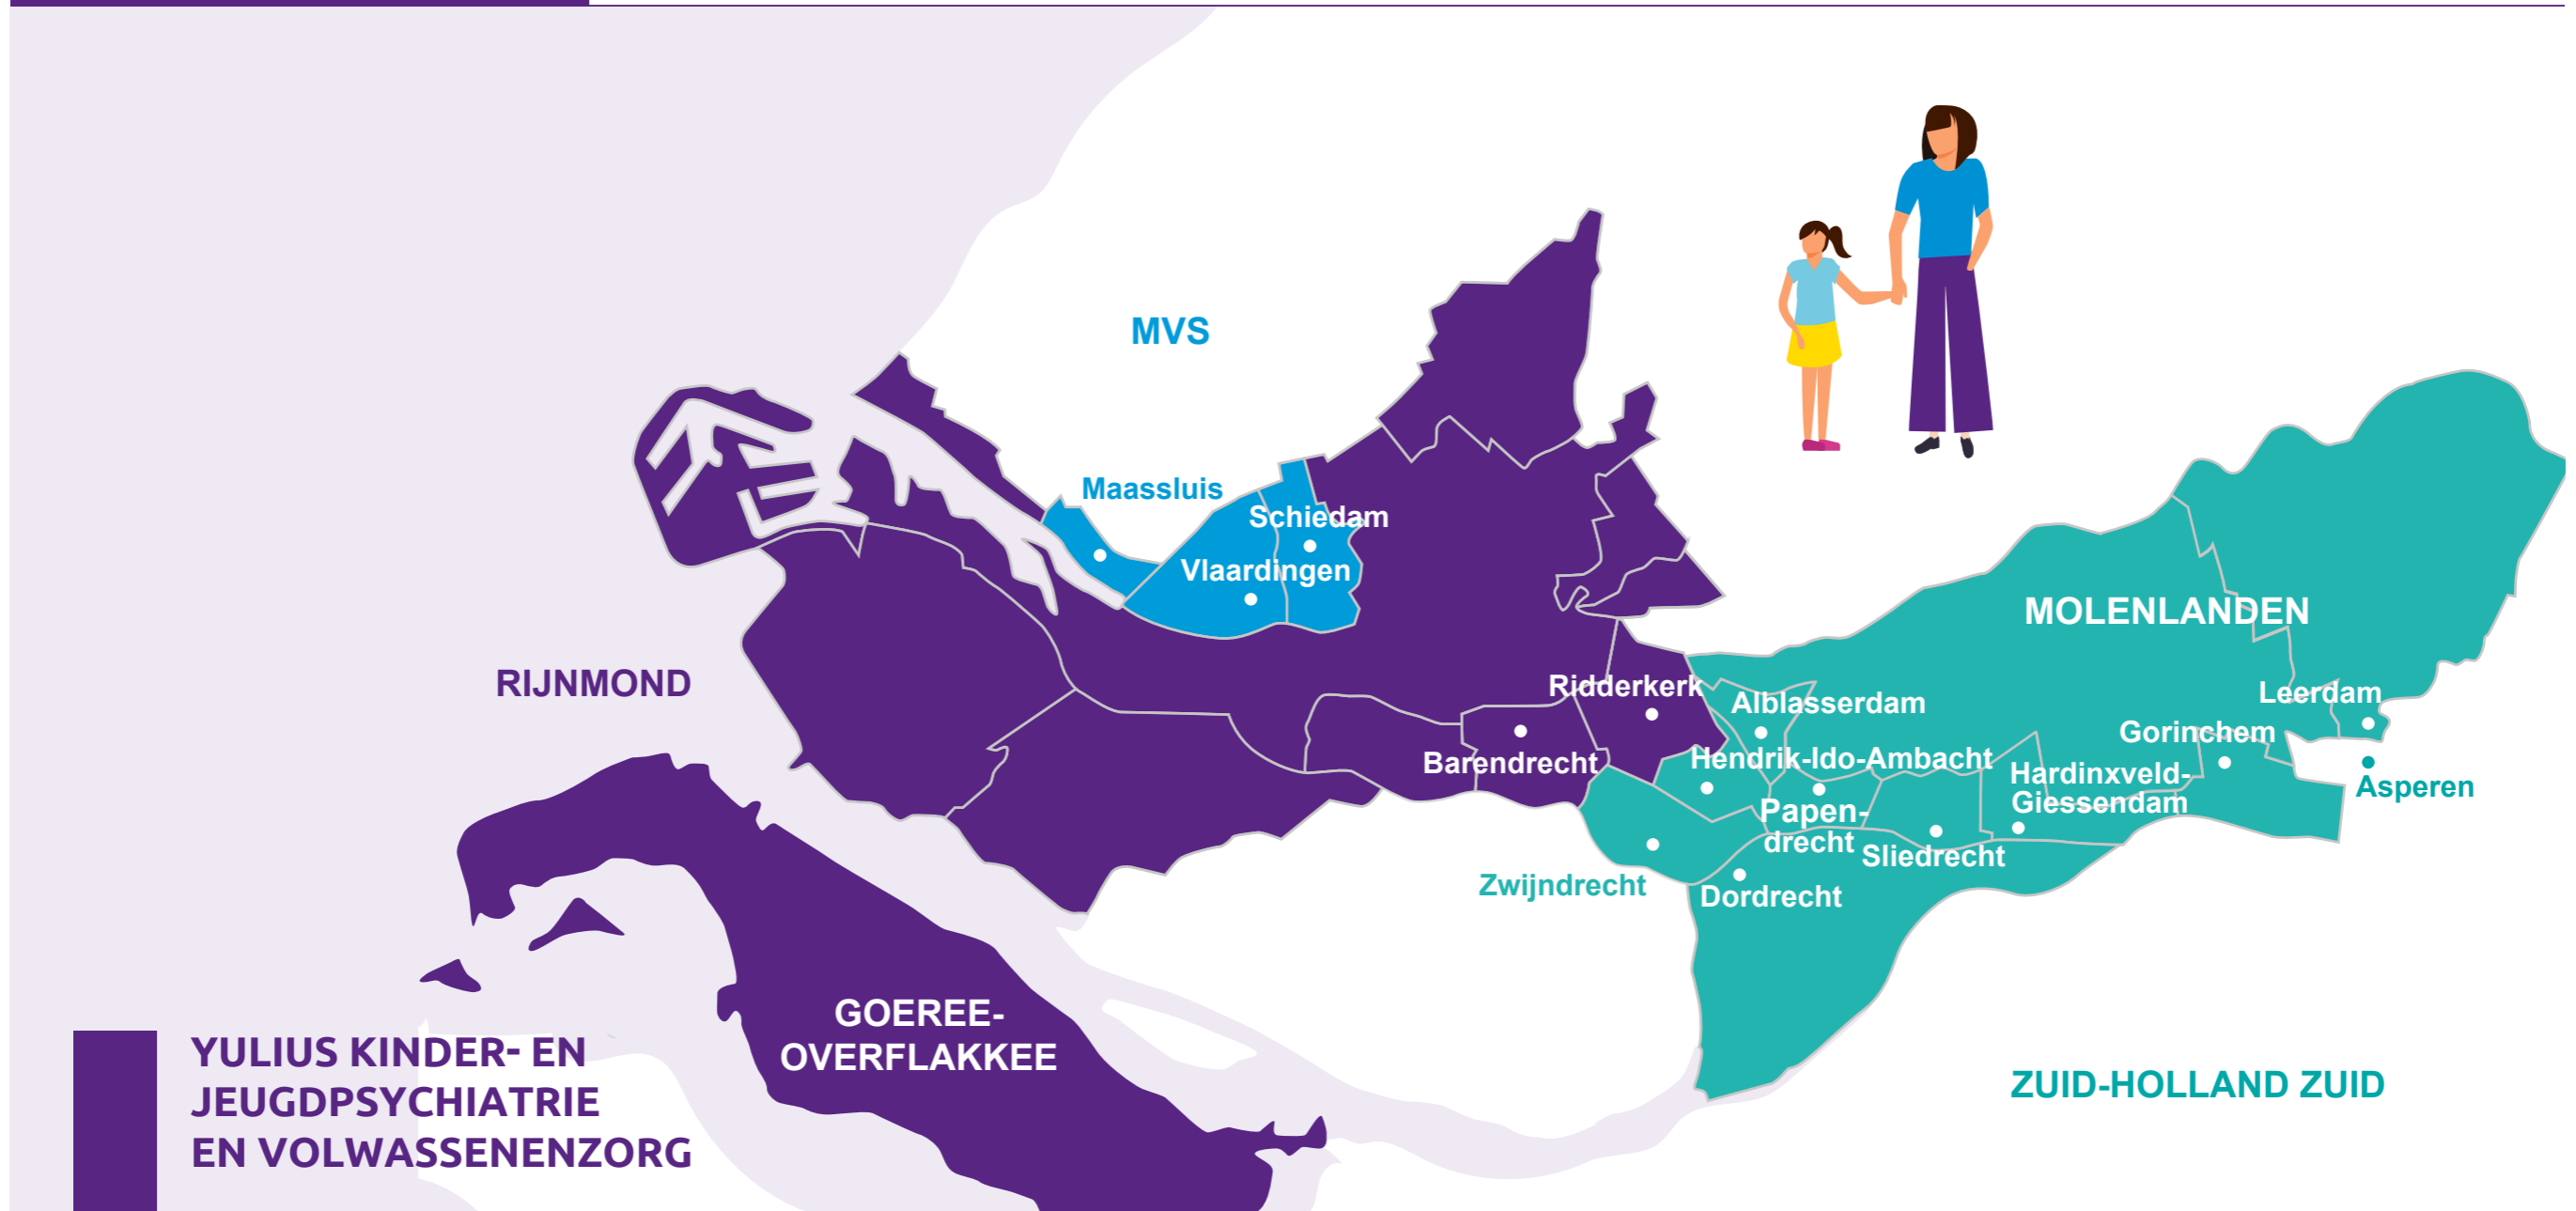 MVS
Maassluis
Schiedam
Vlaardingen
RIJNMOND
MOLENLANDEN
Ridderkerk
Alblasserdam
Leerdam
Gorinchem
Barendrecht
Hendrik-Ido-Ambacht
Hardinxveld-
Giessendam
Asperen
Papen-
drecht
Sliedrecht
Zwijndrecht
Dordrecht
GOEREE-
OVERFLAKKEE
ZUID-HOLLAND ZUID
YULIUS KINDER- EN
JEUGDPSYCHIATRIE
EN VOLWASSENENZORG